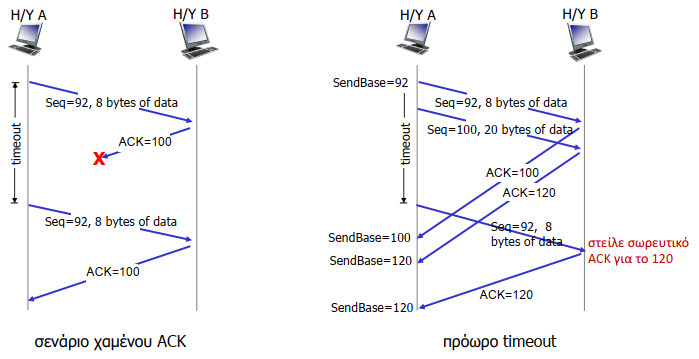 H/Y A
H/Y B
timeout
Seq=92, 8 bytes of data
ACK=100
X
Seq=92, 8 bytes of data
ACK=100
σενάριο χαμένου ACK
H/Y A
H/Y B
SendBase=92
timeout
Seq=92, 8 bytes of data
Seq=100, 20 bytes of data
ACK=100
ACK=120
Seq=92, 8
bytes of data
SendBase=100
SendBase=120
στείλε σωρευτικό
ACK για το 120
ACK=120
SendBase=120
πρόωρο timeout